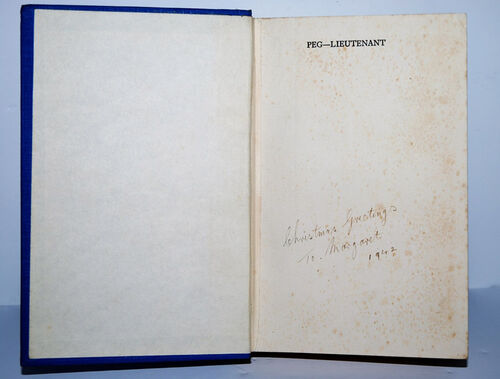 PEG—LIEUTENANT
Christmas Greetings
To. Margaret
1942